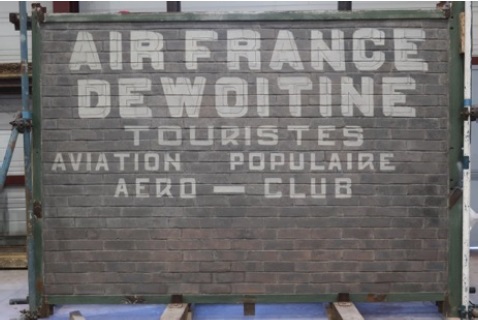 AIR FRANCE
DEWOITINE
TOURISTES
AVIATION POPULAIRE
AERO — CLUB